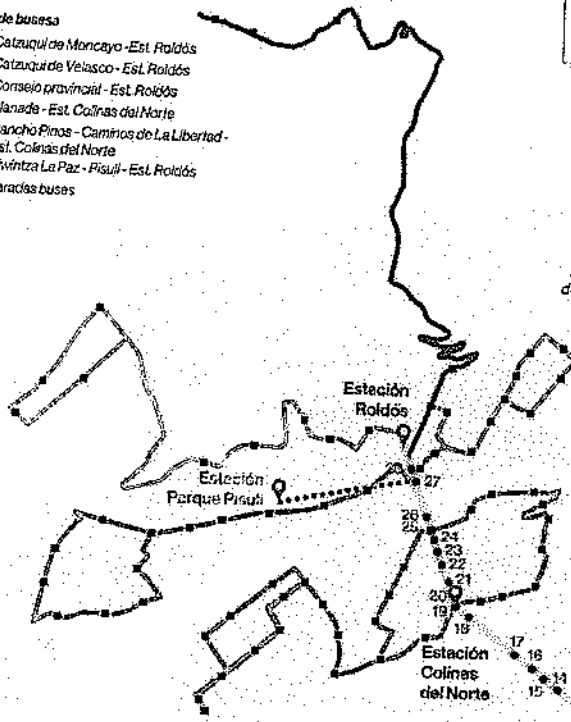 de busesa
Catzuquí de Moncayo - Est. Roldós
Catzuquí de Velasco - Est. Roldós
Consejo provincial - Est. Roldós
lanada - Est. Colinas del Norte
ancho Pinos - Caminos de La Libertad -
st. Colinas del Norte
iwintza La Paz - Pisulí - Est. Roldós
aradas buses
d
Estación
Roldós
Estación
Parque Pisulí
27
26
25
24
23
22
21
20
19
18
17
16
14
15
Estación
Colinas
del Norte